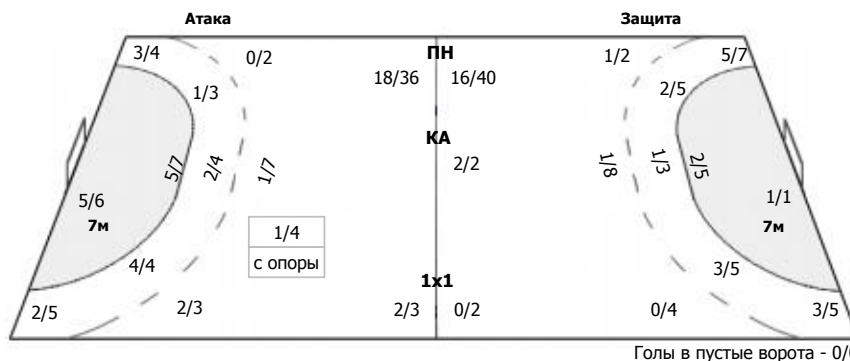 Атака
Защита
3/4
0/2
ПН
1/2
5/7
18/36
16/40
1/3
2/5
КА
5/7
2/4
1/7
2/2
1/8
1/3
2/5
5/6
7м
1/1
7м
1/4
с опоры
4/4
3/5
1x1
2/5
2/3
2/3
0/2
0/4
3/5
Голы в пустые ворота - 0/